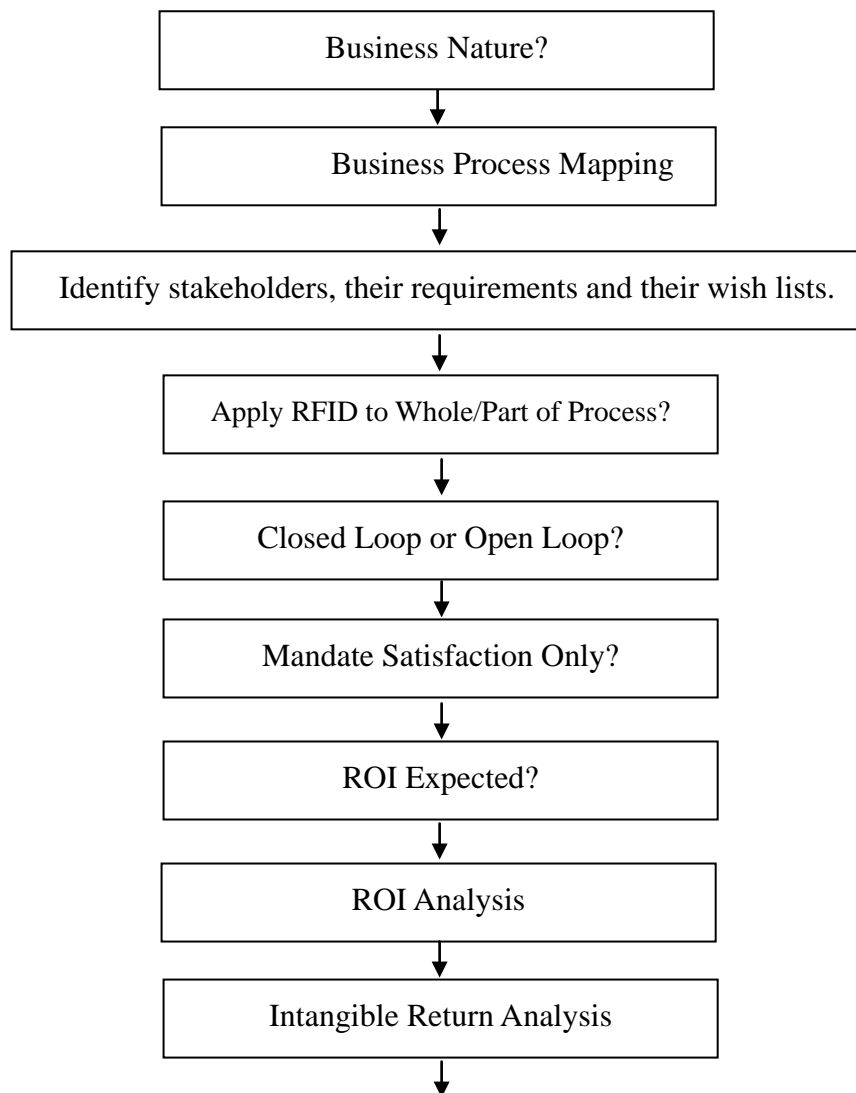 Business Nature?
Business Process Mapping
Identify stakeholders, their requirements and their wish lists.
Apply RFID to Whole/Part of Process?
Closed Loop or Open Loop?
Mandate Satisfaction Only?
ROI Expected?
ROI Analysis
Intangible Return Analysis